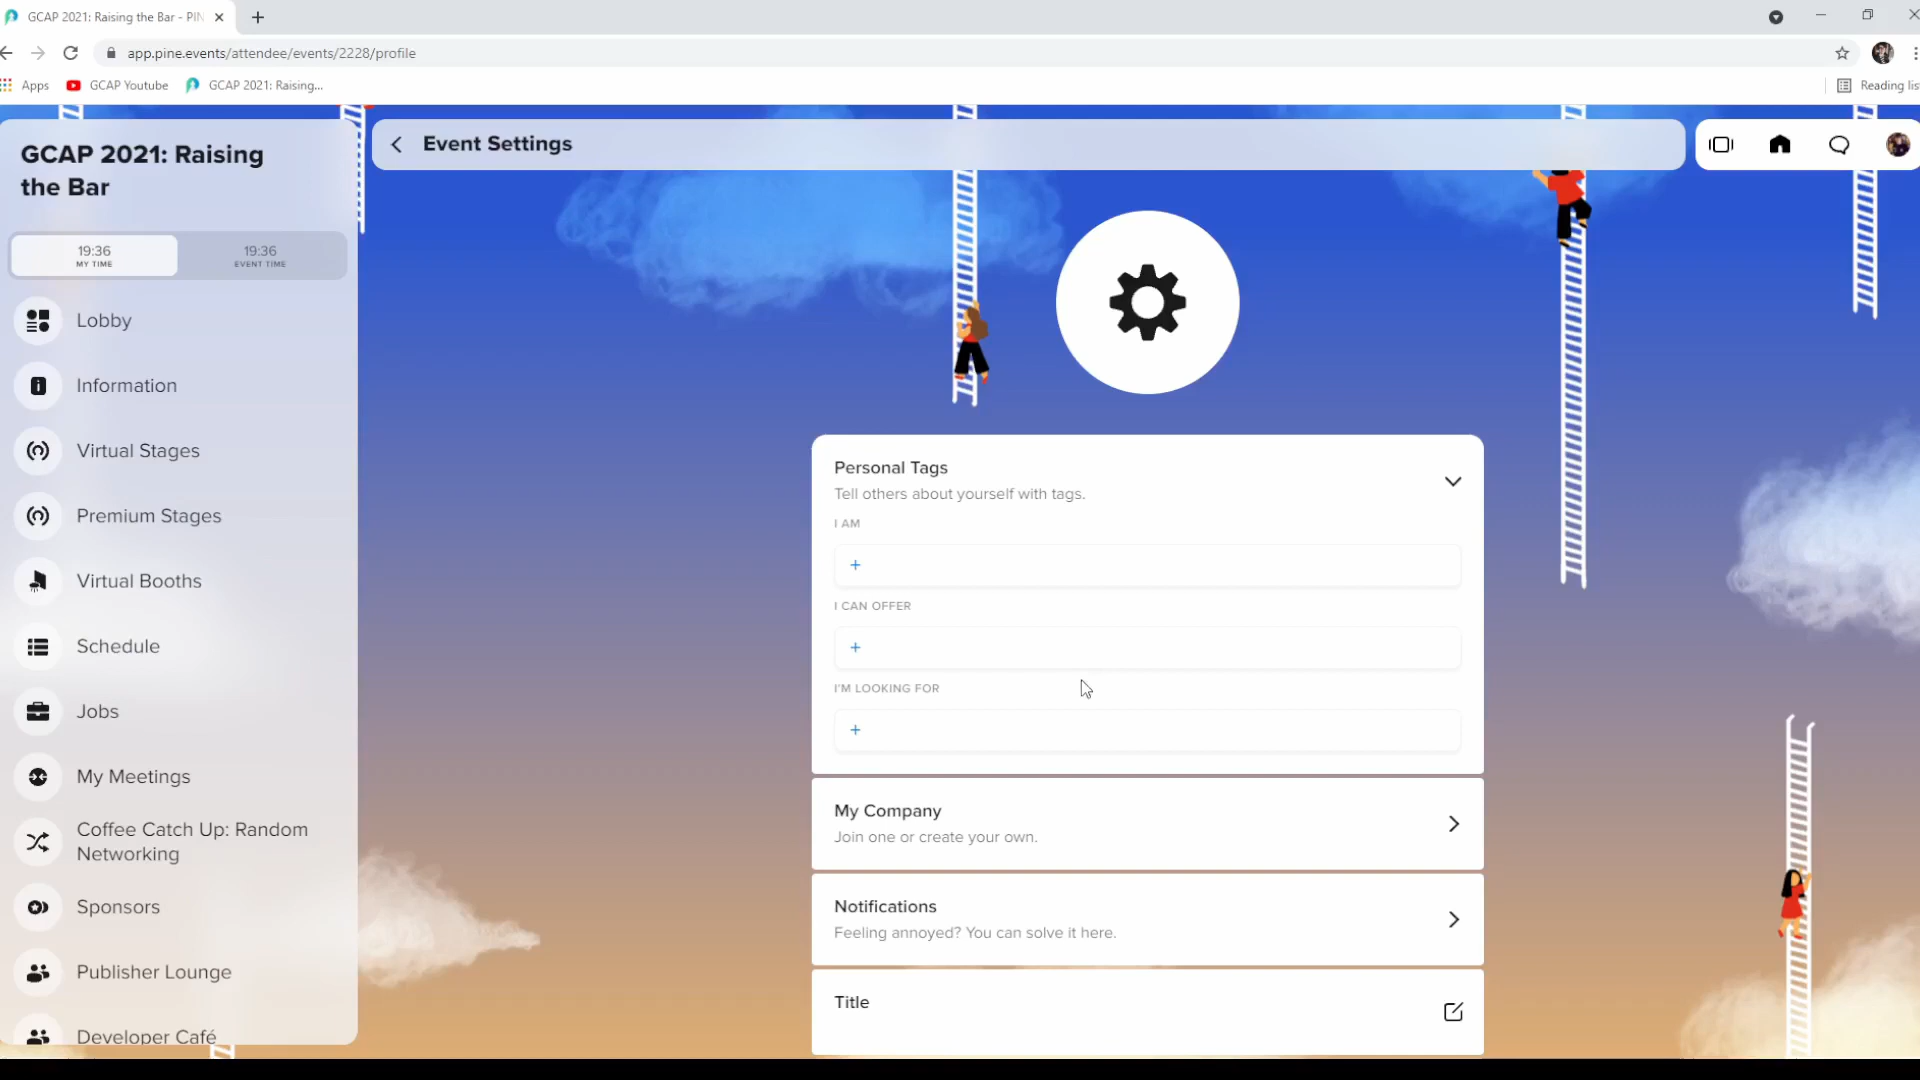 GCAP 2021: Raising the Bar - PIN
app.pine.events/attendee/events/2228/profile
Apps
GCAP Youtube
GCAP 2021: Raising...
Reading lis
GCAP 2021: Raising
the Bar
19:36
MY TIME
19:36
EVENT TIME
Lobby
Information
Virtual Stages
Premium Stages
Virtual Booths
Schedule
Jobs
My Meetings
Coffee Catch Up: Random
Networking
Sponsors
Publisher Lounge
Developer Café
Event Settings
Personal Tags
Tell others about yourself with tags.
I AM
+
I CAN OFFER
+
I'M LOOKING FOR
+
My Company
Join one or create your own.
Notifications
Feeling annoyed? You can solve it here.
Title